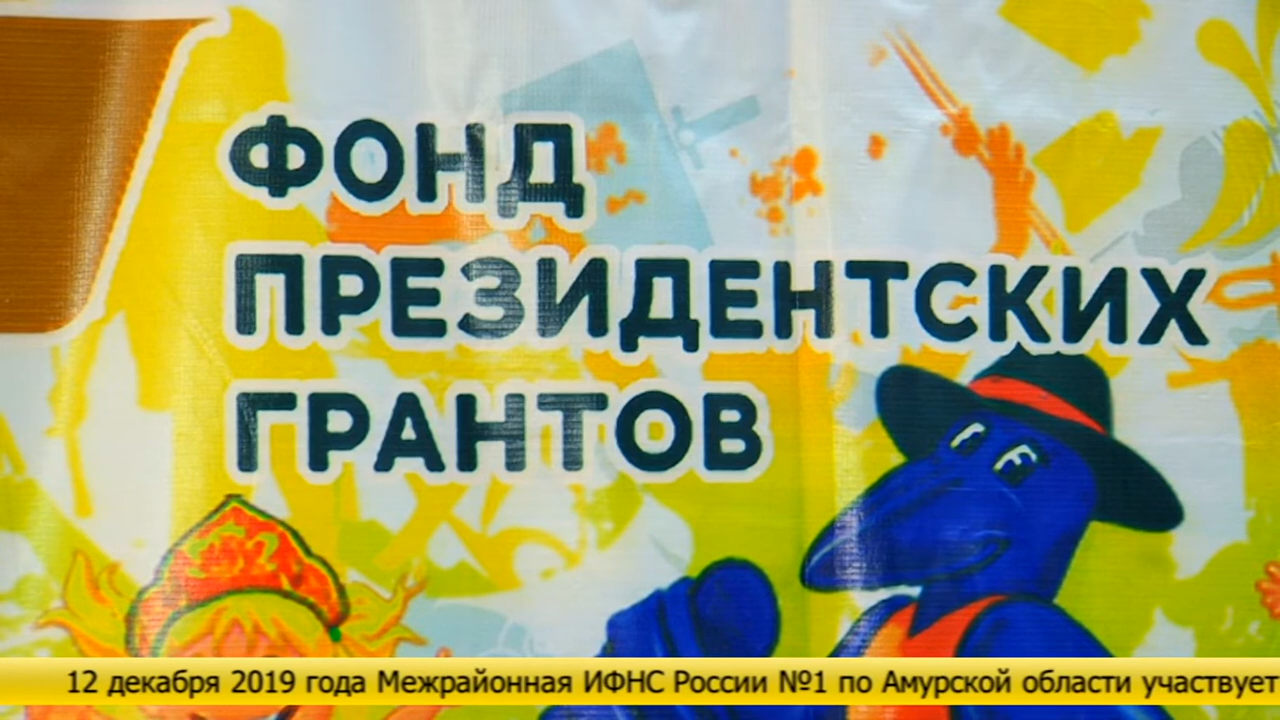 ФОНД
ПРЕЗИДЕНТСКИХ
ГРАНТОВ
12 декабря 2019 года Межрайонная ИФНС России №1 по Амурской области участвует